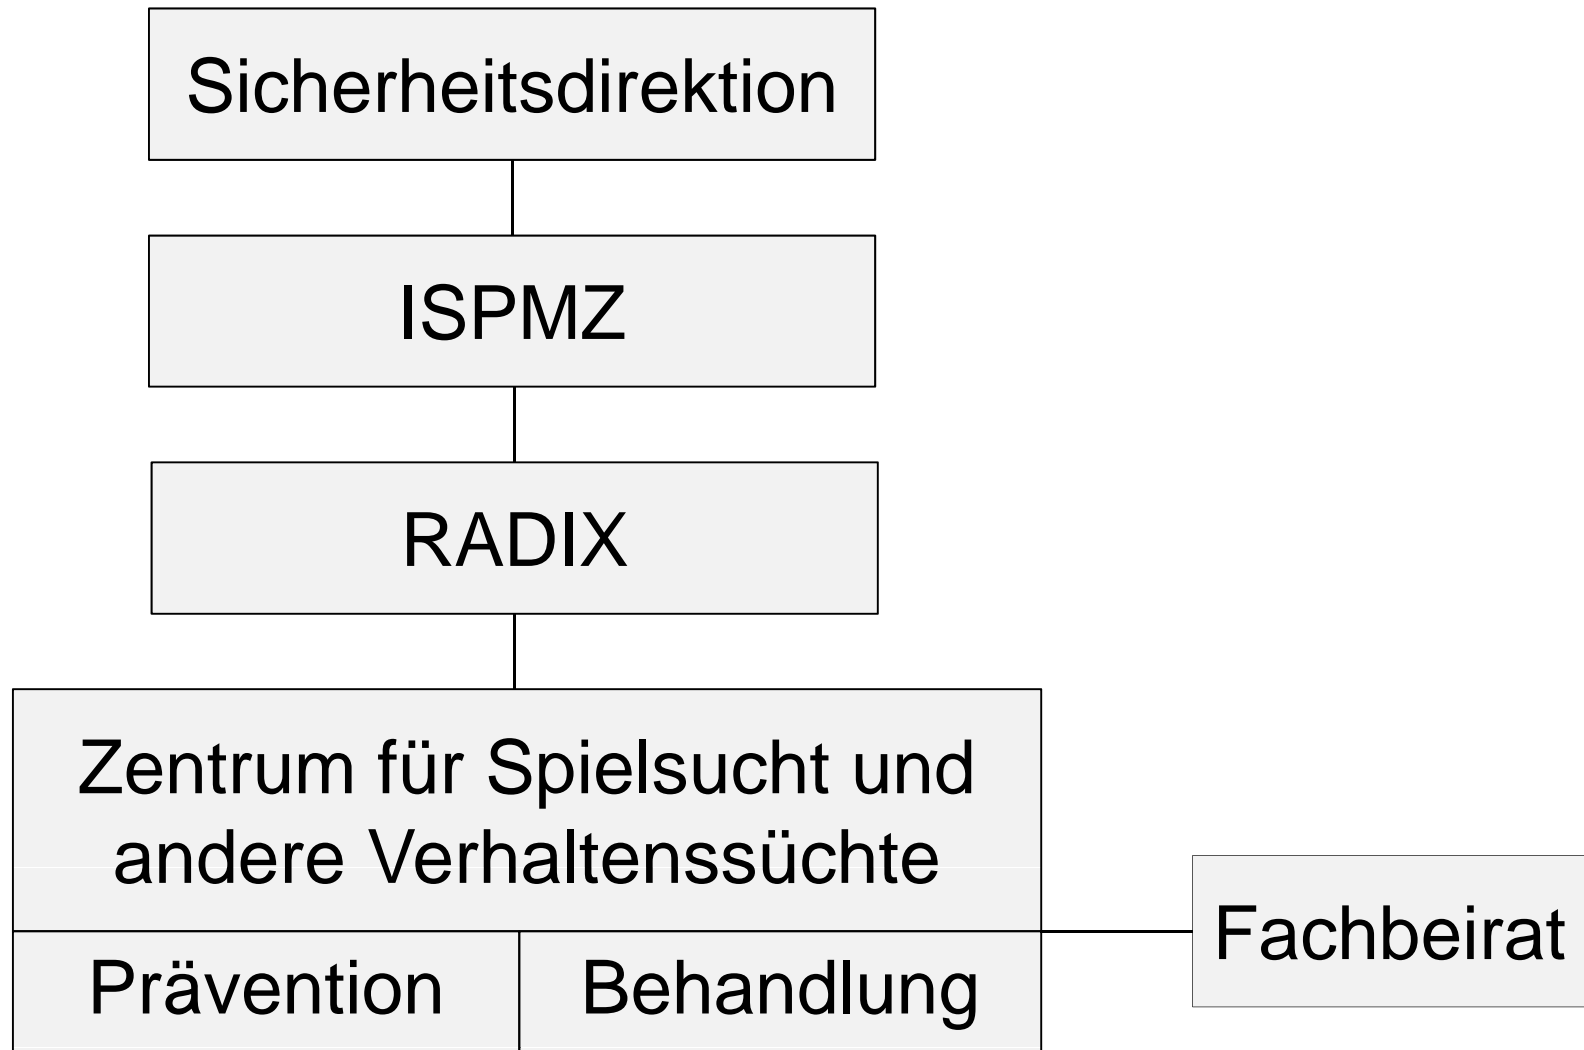 Sicherheitsdirektion
ISPMZ
RADIX
Zentrum für Spielsucht und
andere Verhaltenssüchte
Prävention
Behandlung
Fachbeirat